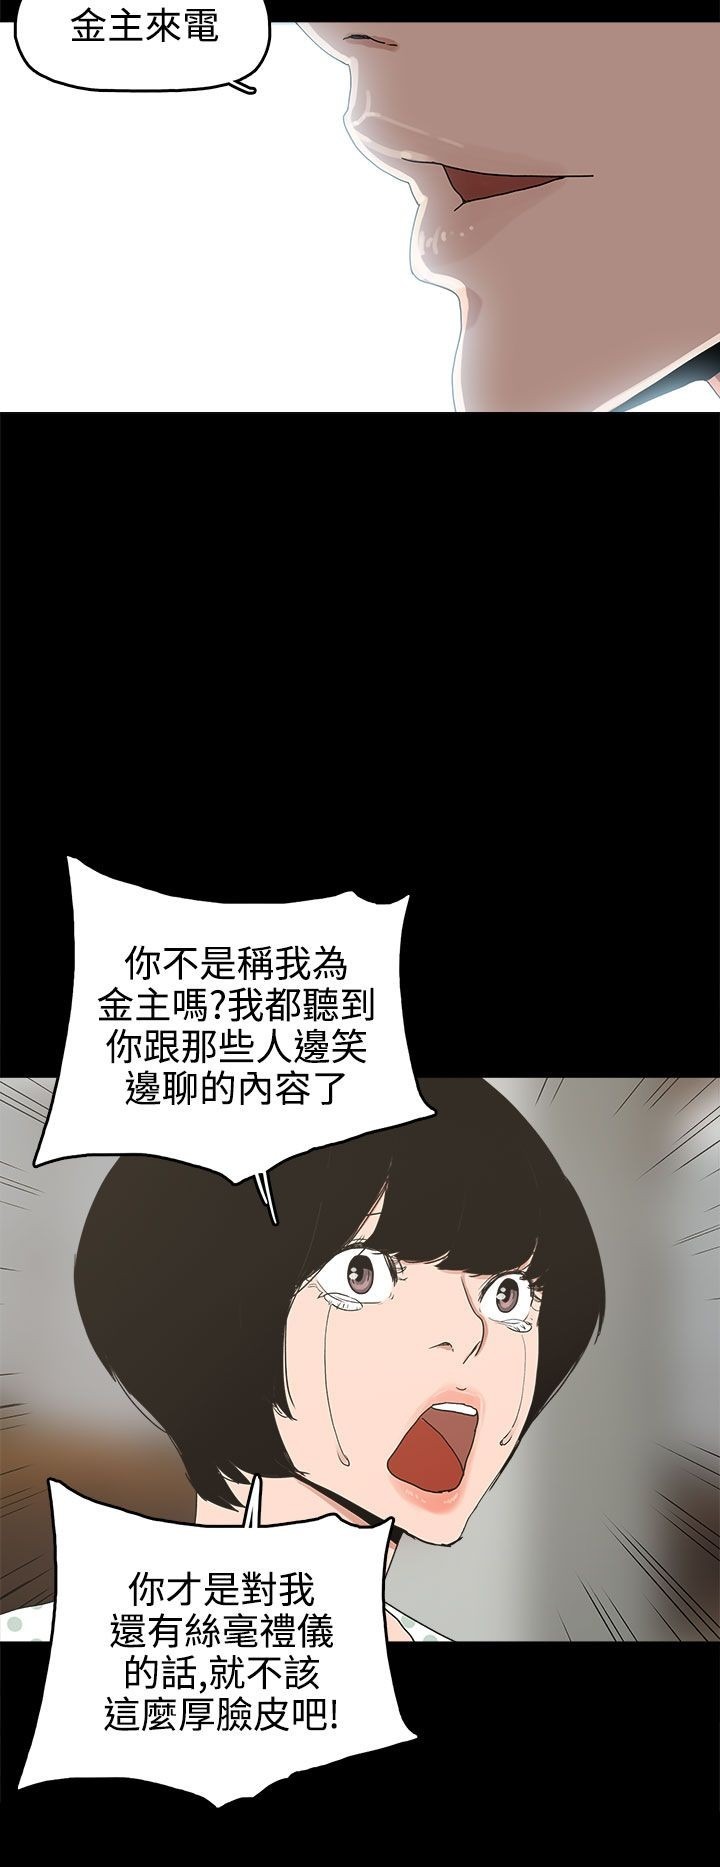 金主來電
你不是稱我為
金主嗎?我都聽到
你跟那些人邊笑
邊聊的內容了
你才是對我
還有絲毫禮儀
的話,就不該
這麼厚臉皮吧!